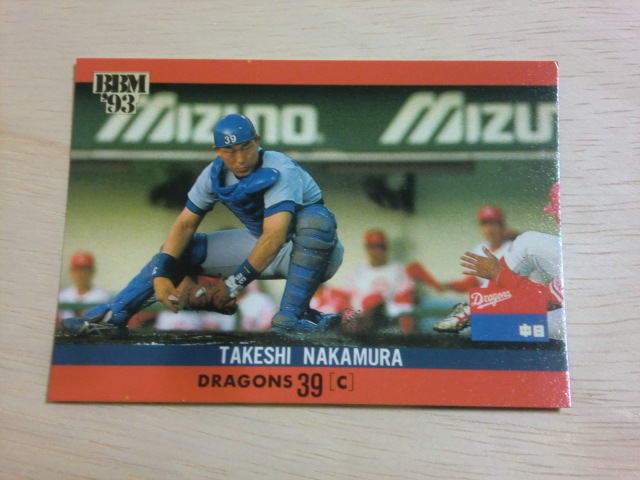 BBM
'93
MIZUNO MIZU
39
Dragons
中日
TAKESHI NAKAMURA
DRAGONS 39 [C]